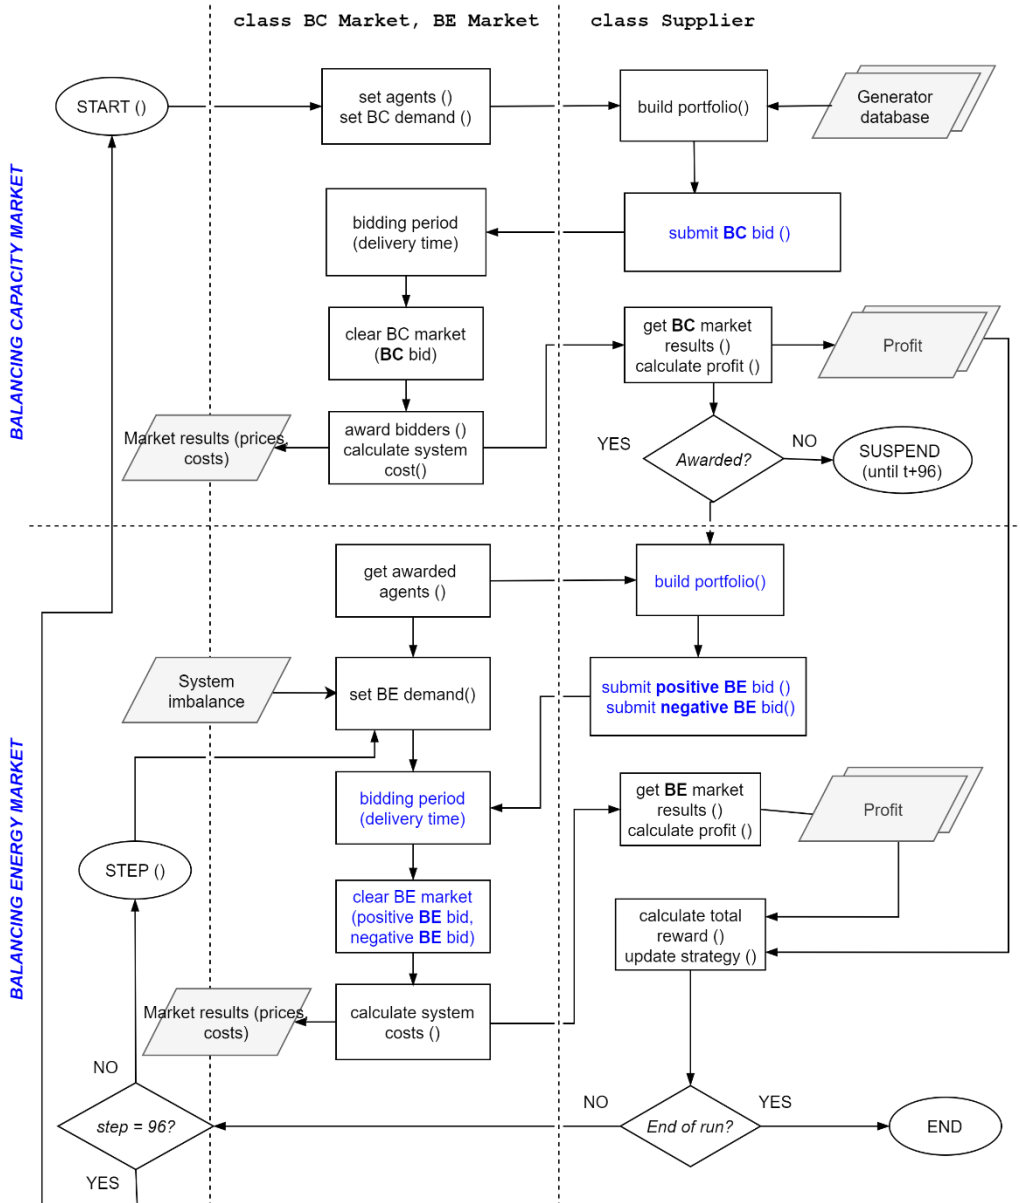 class BC Market, BE Market
class Supplier
BALANCING CAPACITY MARKET
START ()
set agents ()
set BC demand ()
build portfolio()
Generator
database
bidding period
(delivery time)
submit BC bid ()
clear BC market
(BC bid)
get BC market
results ()
calculate profit ()
Profit
Market results (prices,
costs)
award bidders ()
calculate system
cost()
YES
Awarded?
NO
SUSPEND
(until t+96)
BALANCING ENERGY MARKET
get awarded
agents ()
build portfolio()
System
imbalance
set BE demand()
submit positive BE bid ()
submit negative BE bid()
bidding period
(delivery time)
get BE market
results ()
calculate profit ()
Profit
STEP ()
clear BE market
(positive BE bid,
negative BE bid)
calculate total
reward ()
update strategy ()
Market results (prices,
costs)
calculate system
costs ()
NO
step = 96?
YES
NO
End of run?
YES
END